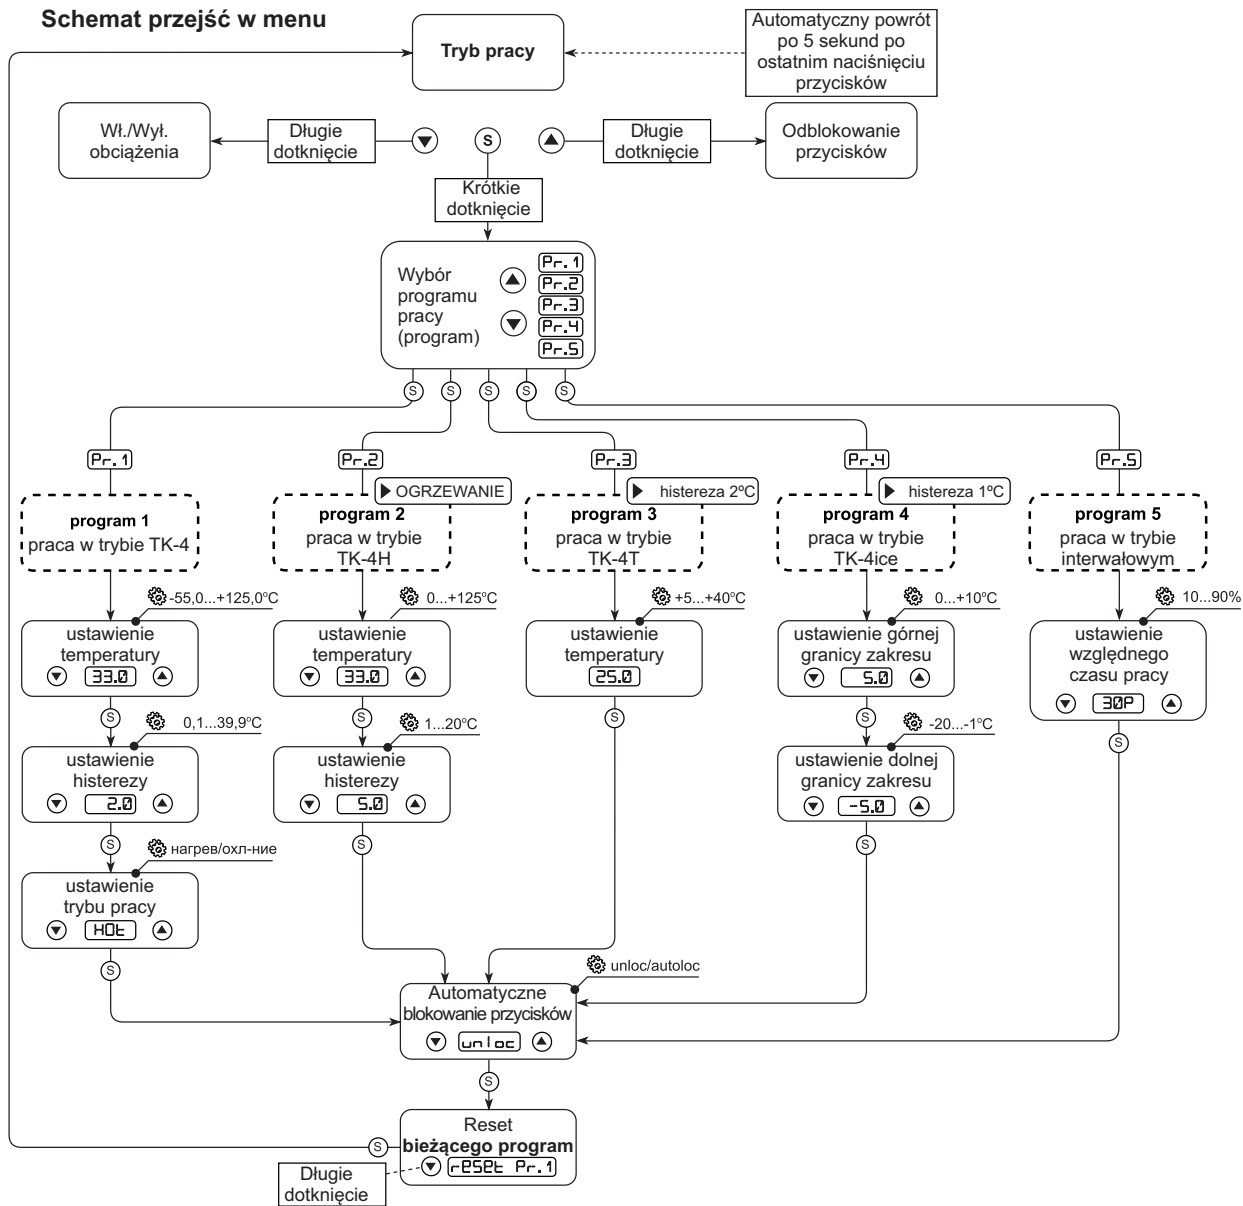 Schemat przejść w menu
Tryb pracy
Automatyczny powrót
po 5 sekund po
ostatnim naciśnięciu
przycisków
Wł./Wył.
obciążenia
Długie
dotknięcie
S
Długie
dotknięcie
Odblokowanie
przycisków
Krótkie
dotknięcie
Wybór
programu
pracy
(program)
Pr.1
Pr.2
Pr.3
Pr.4
Pr.5
S S S S S
Pr.1 Pr.2 Pr.3 Pr.4 Pr.5
OGRZEWANIE
histereza 2ºC
histereza 1ºC
program 1
praca w trybie TK-4
program 2
praca w trybie
TK-4H
program 3
praca w trybie
TK-4T
program 4
praca w trybie
TK-4ice
program 5
praca w trybie
interwałowym
-55,0...+125,0°C
0...+125°C
+5...+40°C
0...+10°C
10...90%
ustawienie
temperatury
33.0
ustawienie
temperatury
33.0
ustawienie
temperatury
25.0
ustawienie górnej
granicy zakresu
5.0
ustawienie
względnego
czasu pracy
30P
S S S S S
0,1...39,9°C
1...20°C
-20...-1°C
ustawienie
histerezy
2.0
ustawienie
histerezy
5.0
ustawienie dolnej
granicy zakresu
-5.0
S S S
нагрев/охл-ние
ustawienie
trybu pracy
HOt
S
unloc/autoloc
Automatyczne
blokowanie przycisków
unloc
S
Reset
bieżącego program
reset Pr.1
S
Długie
dotknięcie